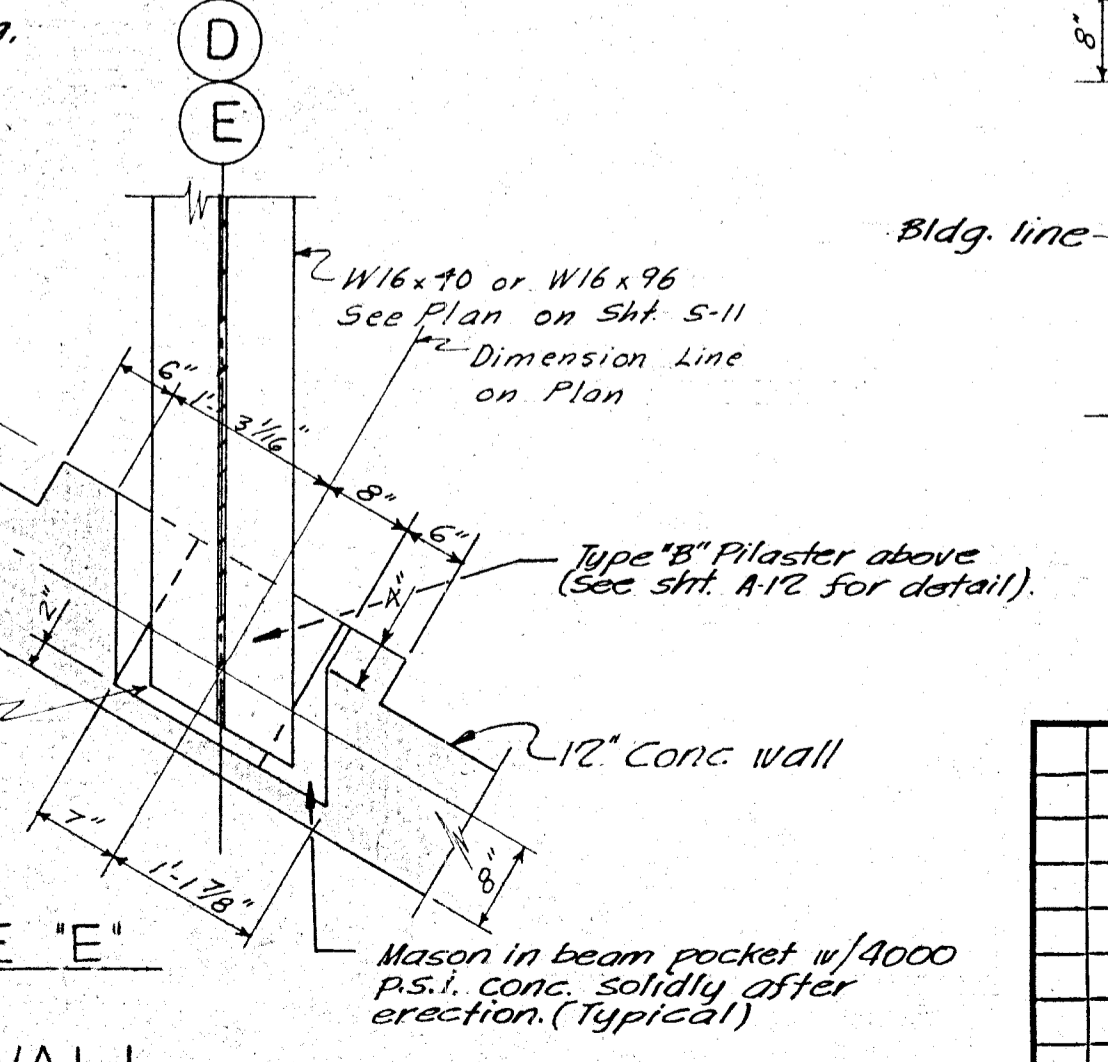 D
8"
E
Bldg. line
W16 x 40 or W16 x 96
See Plan on Sht. S-11
Dimension Line
on Plan
6"
1'-3 1/16"
8"
6"
Type "B" Pilaster above
(see sht. A-12 for detail).
4"
2"
12" Conc. wall
7"
1'-1 7/8"
8"
E "E"
Mason in beam pocket w/4000
p.s.i. conc. solidly after
erection. (Typical)